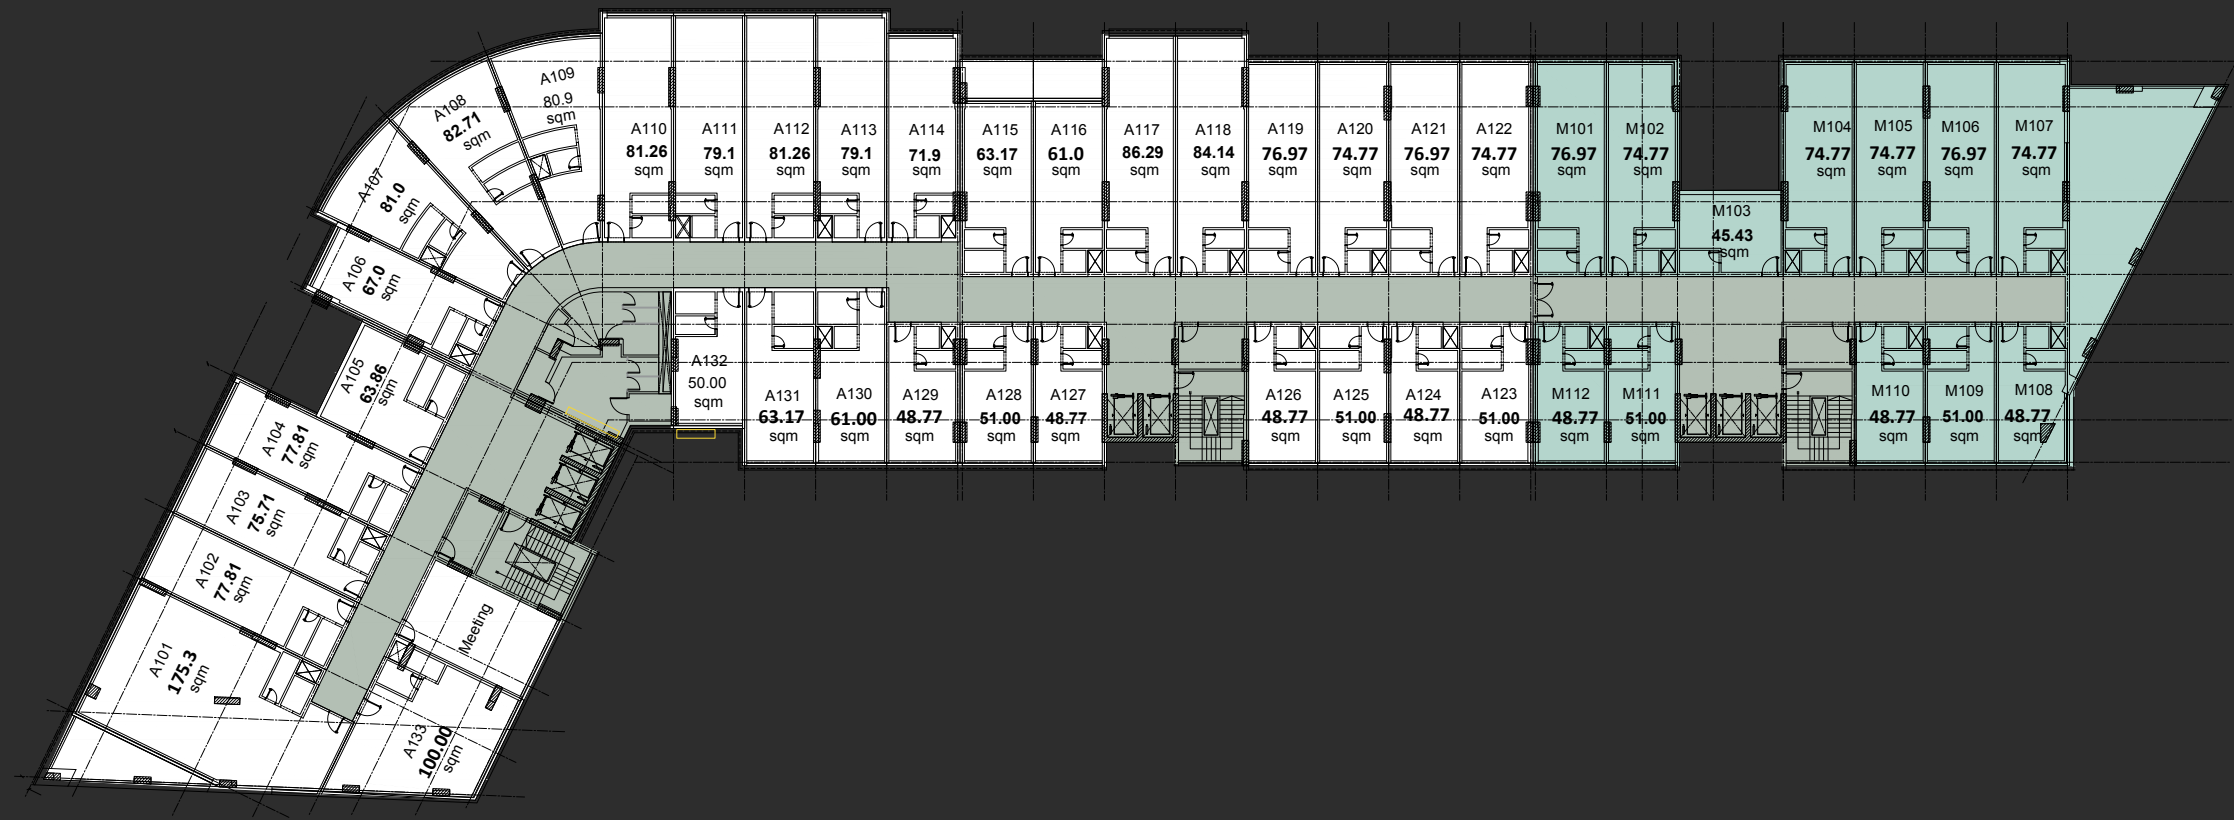 A109
80.9
sqm
A108
82.71
sqm
A107
81.0
sqm
A106
67.0
sqm
A105
63.86
sqm
A104
77.81
sqm
A103
75.71
sqm
A102
77.81
sqm
A101
175.3
sqm
A133
100.00
sqm
Meeting
A110
81.26
sqm
A111
79.1
sqm
A112
81.26
sqm
A113
79.1
sqm
A114
71.9
sqm
A115
63.17
sqm
A116
61.0
sqm
A117
86.29
sqm
A118
84.14
sqm
A119
76.97
sqm
A120
74.77
sqm
A121
76.97
sqm
A122
74.77
sqm
M101
76.97
sqm
M102
74.77
sqm
M103
45.43
sqm
M104
74.77
sqm
M105
74.77
sqm
M106
76.97
sqm
M107
74.77
sqm
A132
50.00
sqm
A131
63.17
sqm
A130
61.00
sqm
A129
48.77
sqm
A128
51.00
sqm
A127
48.77
sqm
A126
48.77
sqm
A125
51.00
sqm
A124
48.77
sqm
A123
51.00
sqm
M112
48.77
sqm
M111
51.00
sqm
M110
48.77
sqm
M109
51.00
sqm
M108
48.77
sqm